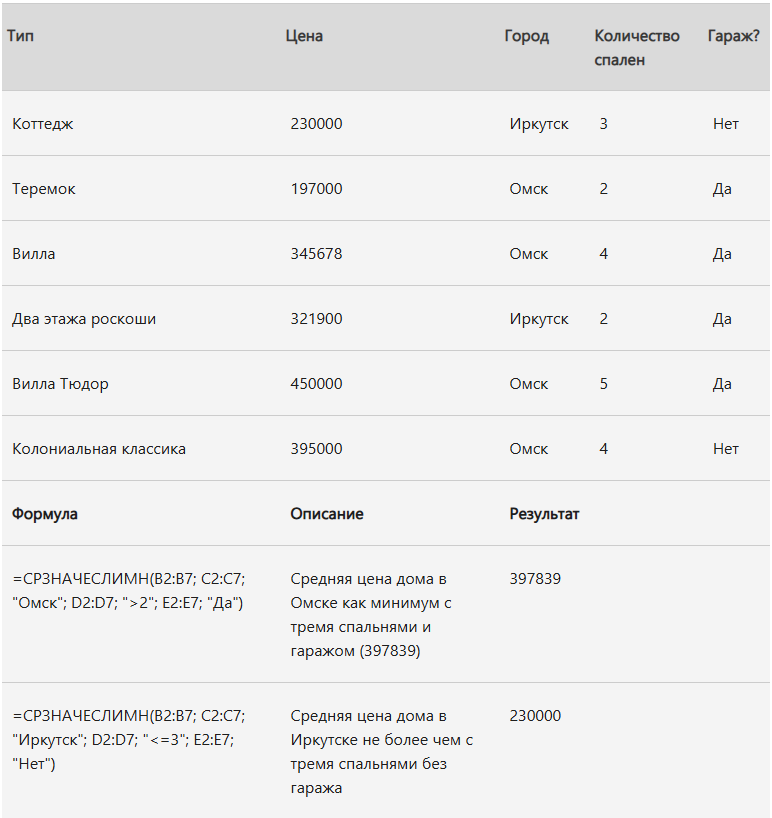 Тип Цена Город Количество спален Гараж?
Коттедж 230000 Иркутск 3 Нет
Теремок 197000 Омск 2 Да
Вилла 345678 Омск 4 Да
Два этажа роскоши 321900 Иркутск 2 Да
Вилла Тюдор 450000 Омск 5 Да
Колониальная классика 395000 Омск 4 Нет
Формула Описание Результат
=СРЗНАЧЕСЛИМН(B2:B7; C2:C7;
"Омск"; D2:D7; ">2"; E2:E7; "Да")
Средняя цена дома в
Омске как минимум с
тремя спальнями и
гаражом (397839)
397839
=СРЗНАЧЕСЛИМН(B2:B7; C2:C7;
"Иркутск"; D2:D7; "<=3"; E2:E7;
"Нет")
Средняя цена дома в
Иркутске не более чем с
тремя спальнями без
гаража
230000